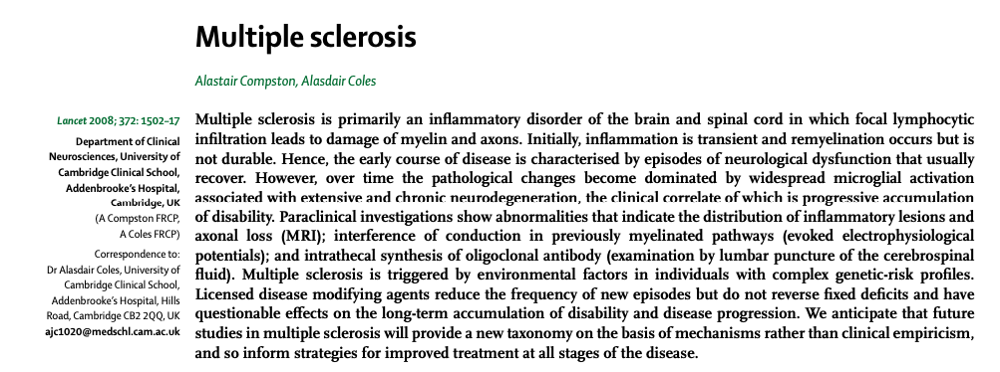 Multiple sclerosis
Alastair Compston, Alasdair Coles
Lancet 2008; 372: 1502–17
Department of Clinical
Neurosciences, University of
Cambridge Clinical School,
Addenbrooke's Hospital,
Cambridge, UK
(A Compston FRCP,
A Coles FRCP)
Correspondence to:
Dr Alasdair Coles, University of
Cambridge Clinical School,
Addenbrooke's Hospital, Hills
Road, Cambridge CB2 2QQ, UK
ajc1020@medschl.cam.ac.uk
Multiple sclerosis is primarily an inflammatory disorder of the brain and spinal cord in which focal lymphocytic
infiltration leads to damage of myelin and axons. Initially, inflammation is transient and remyelination occurs but is
not durable. Hence, the early course of disease is characterised by episodes of neurological dysfunction that usually
recover. However, over time the pathological changes become dominated by widespread microglial activation
associated with extensive and chronic neurodegeneration, the clinical correlate of which is progressive accumulation
of disability. Paraclinical investigations show abnormalities that indicate the distribution of inflammatory lesions and
axonal loss (MRI); interference of conduction in previously myelinated pathways (evoked electrophysiological
potentials); and intrathecal synthesis of oligoclonal antibody (examination by lumbar puncture of the cerebrospinal
fluid). Multiple sclerosis is triggered by environmental factors in individuals with complex genetic-risk profiles.
Licensed disease modifying agents reduce the frequency of new episodes but do not reverse fixed deficits and have
questionable effects on the long-term accumulation of disability and disease progression. We anticipate that future
studies in multiple sclerosis will provide a new taxonomy on the basis of mechanisms rather than clinical empiricism,
and so inform strategies for improved treatment at all stages of the disease.